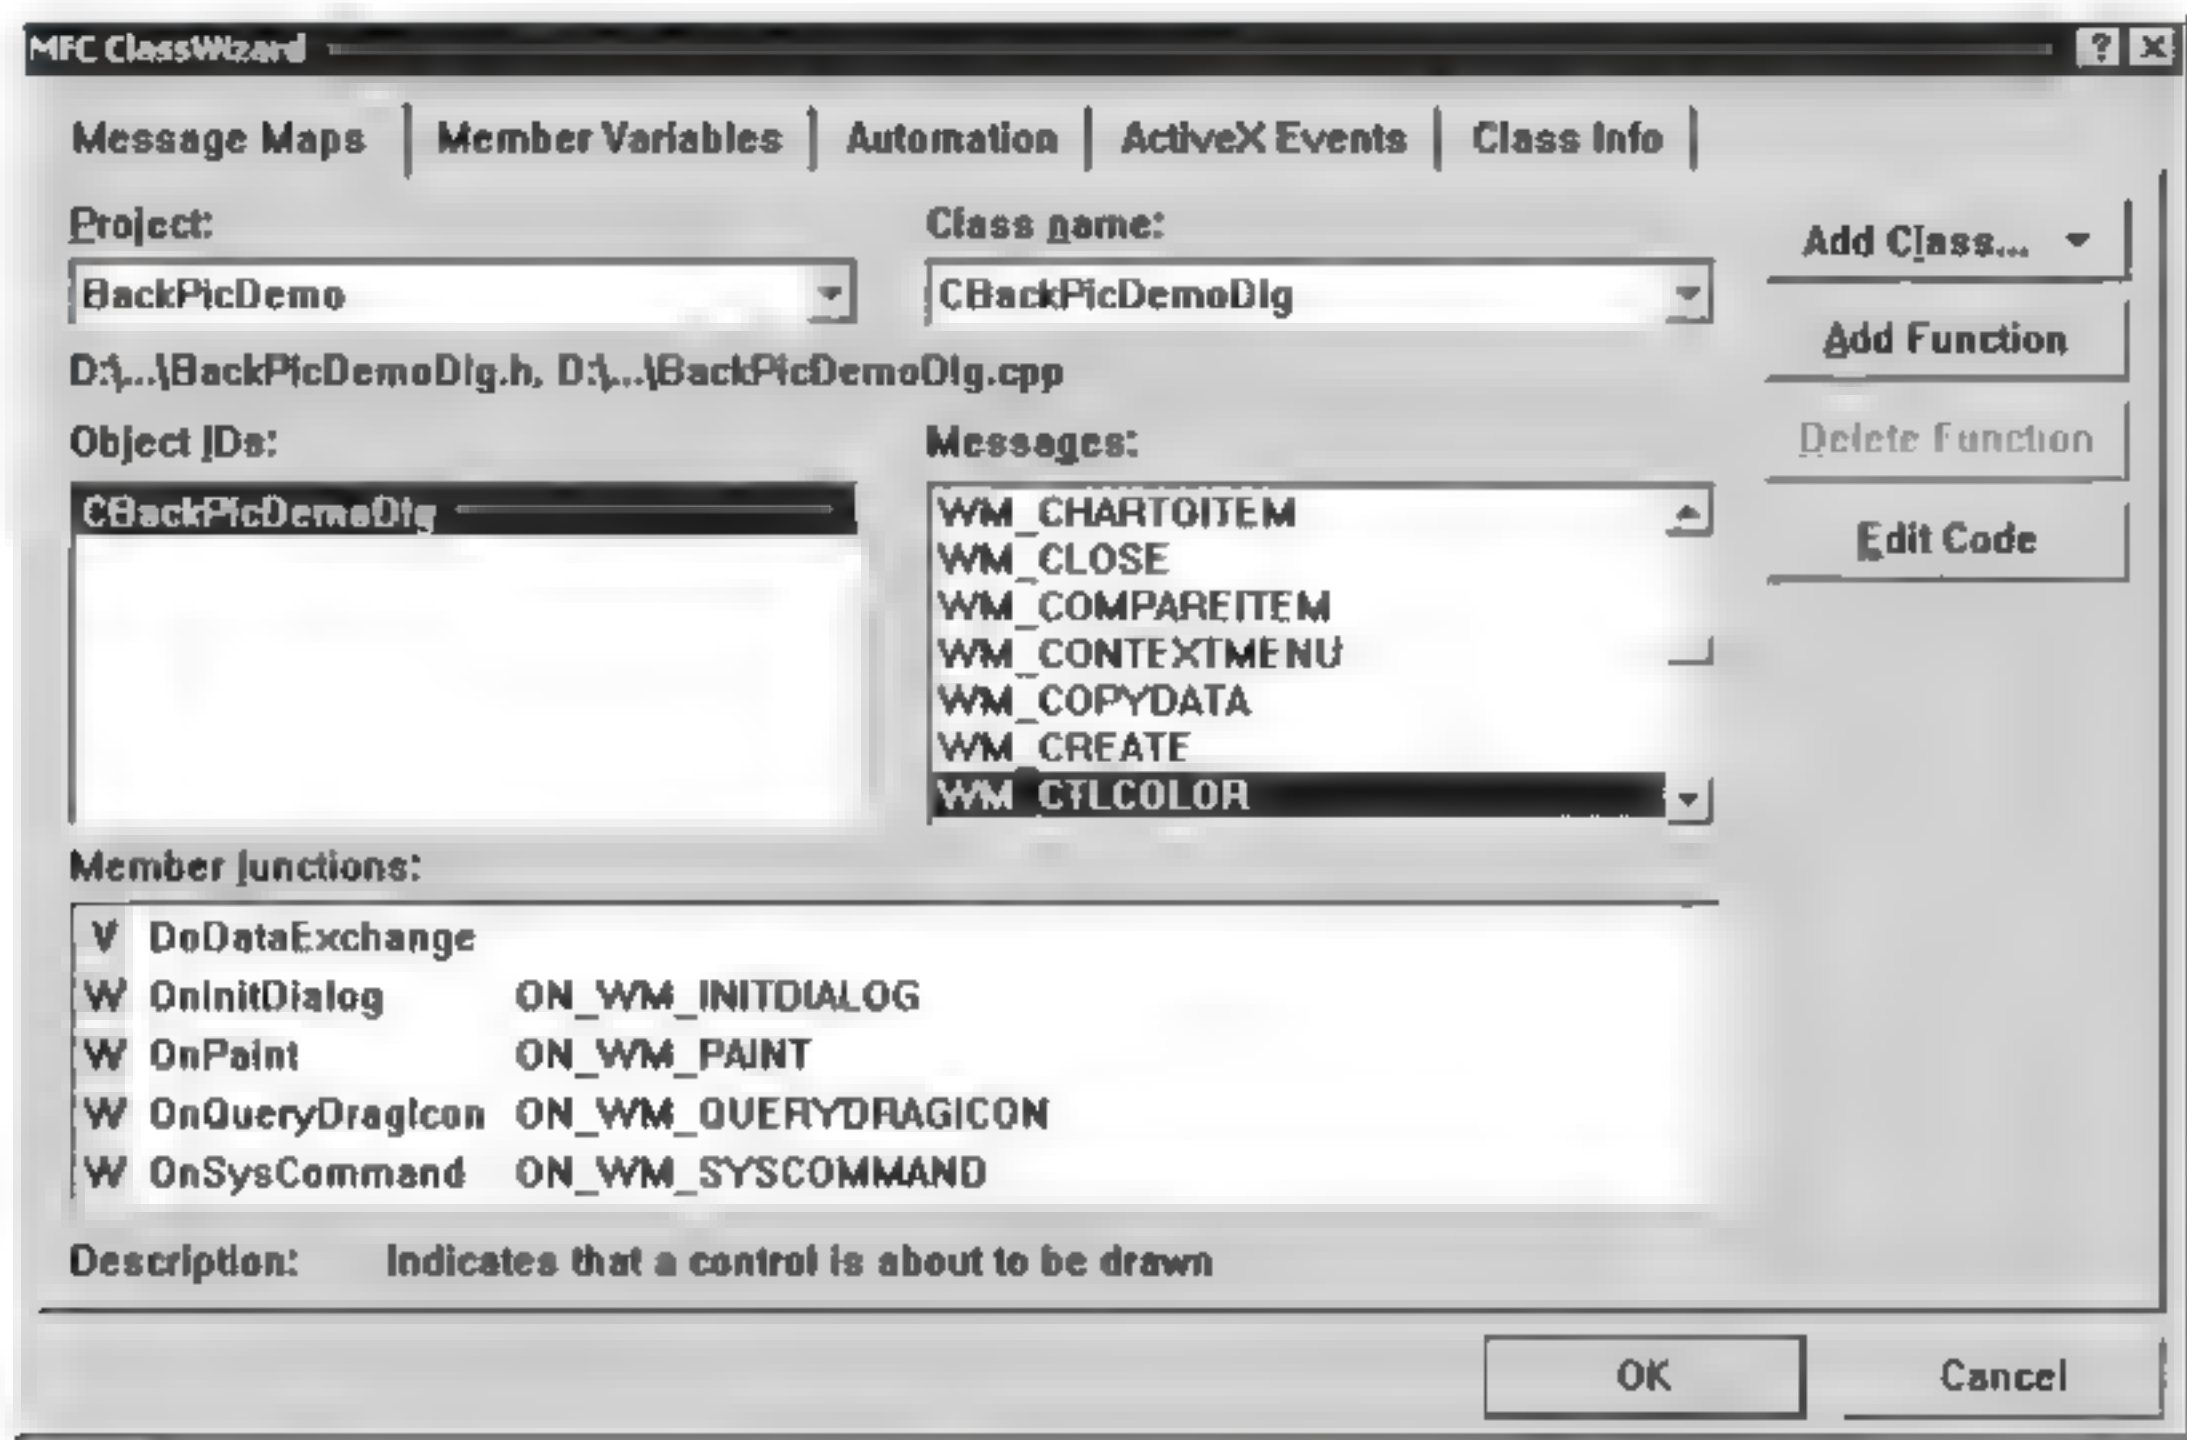 MFC ClassWizard
Message Maps Member Variables Automation ActiveX Events Class Info
Project: Class name:
BackPicDemo CBackPicDemoDlg
Add Class...
Add Function
D:\...\BackPicDemoDlg.h, D:\...\BackPicDemoDlg.cpp
Object IDs: Messages:
Delete Function
CBackPicDemoDlg
WM_CHARTOITEM
WM_CLOSE
WM_COMPAREITEM
WM_CONTEXTMENU
WM_COPYDATA
WM_CREATE
WM_CTLCOLOR
Edit Code
Member functions:
V DoDataExchange
W OnInitDialog ON_WM_INITDIALOG
W OnPaint ON_WM_PAINT
W OnQueryDragIcon ON_WM_QUERYDRAGICON
W OnSysCommand ON_WM_SYSCOMMAND
Description: Indicates that a control is about to be drawn
OK Cancel